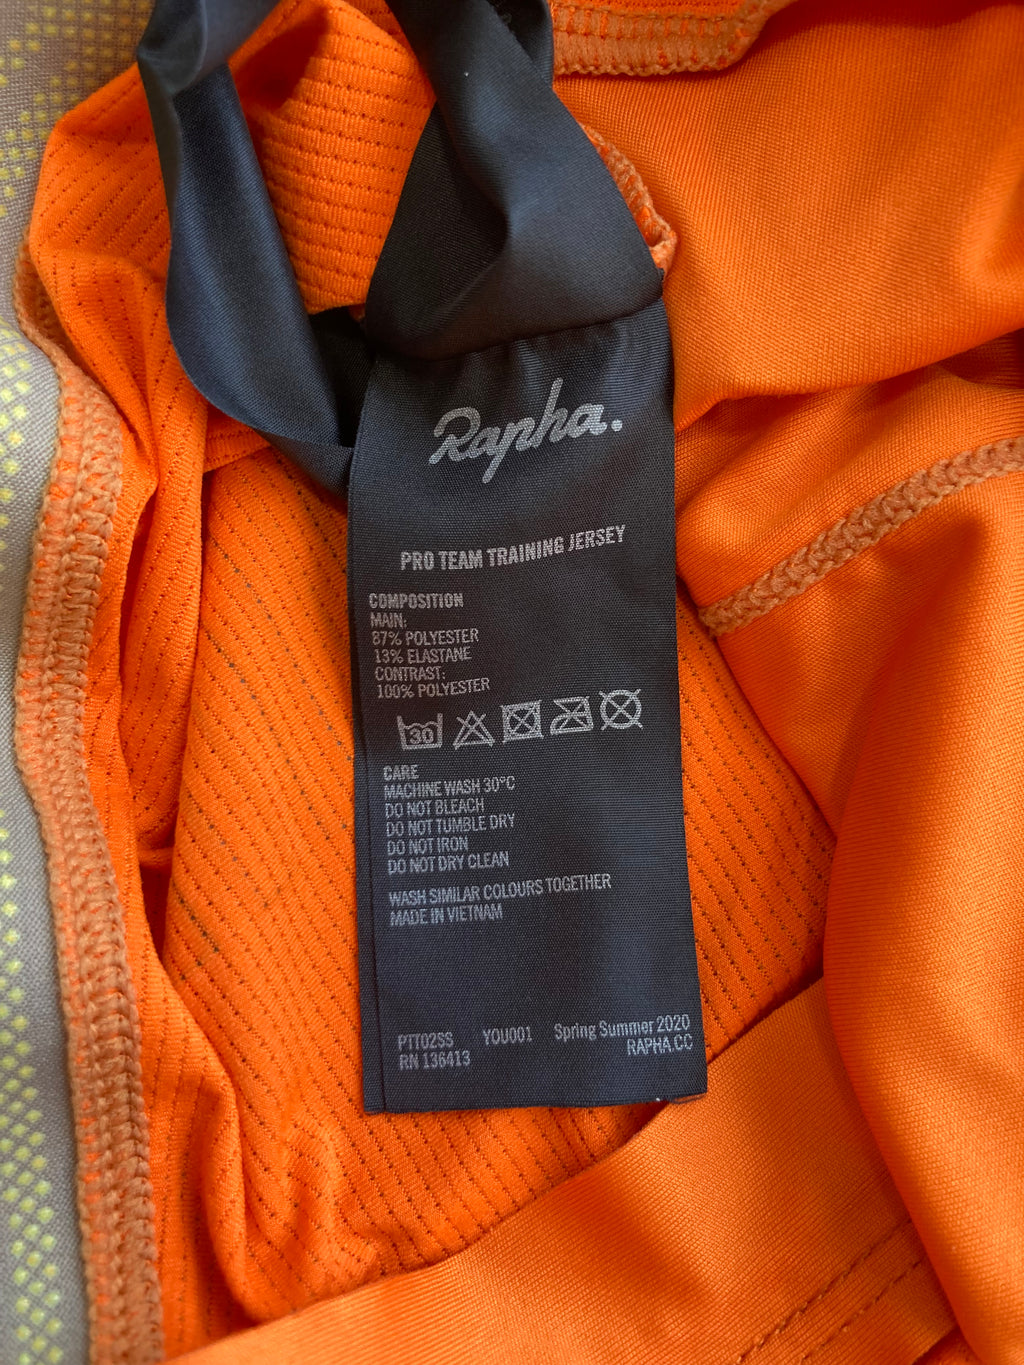 Rapha.
PRO TEAM TRAINING JERSEY
COMPOSITION
MAIN:
87% POLYESTER
13% ELASTANE
CONTRAST:
100% POLYESTER
30
CARE
MACHINE WASH 30°C
DO NOT BLEACH
DO NOT TUMBLE DRY
DO NOT IRON
DO NOT DRY CLEAN
WASH SIMILAR COLOURS TOGETHER
MADE IN VIETNAM
PTT02SS YOU001 Spring Summer 2020
RN 136413 RAPHA.CC